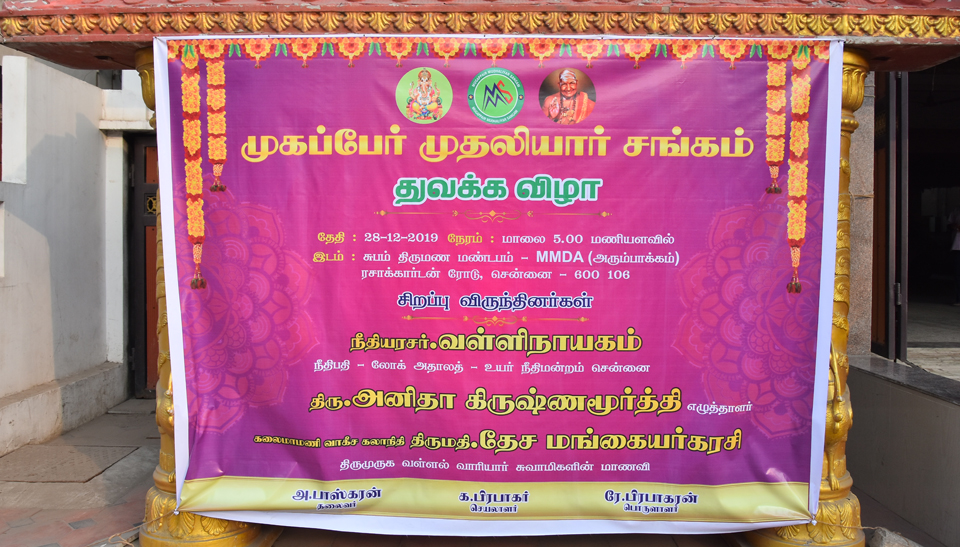 முகப்பேர் முதலியார் சங்கம்
துவக்க விழா
தேதி : 28-12-2019 நேரம் : மாலை 5.00 மணியளவில்
இடம் : சுபம் திருமண மண்டபம் - MMDA (அரும்பாக்கம்)
ரசாக்கார்டன் ரோடு, சென்னை - 600 106
சிறப்பு விருந்தினர்கள்
நீதியரசர்.வள்ளிநாயகம்
நீதிபதி - லோக் அதாலத் - உயர் நீதிமன்றம் சென்னை
திரு.அனிதா கிருஷ்ணமூர்த்தி எழுத்தாளர்
கலைமாமணி வாகீச கலாநிதி திருமதி.தேச மங்கையர்கரசி
திருமுருக வள்ளல் வாரியார் சுவாமிகளின் மாணவி
அ.பாஸ்கரன் க.பிரபாகர் ரே.பிரபாகரன்
தலைவர் செயலாளர் பொருளாளர்